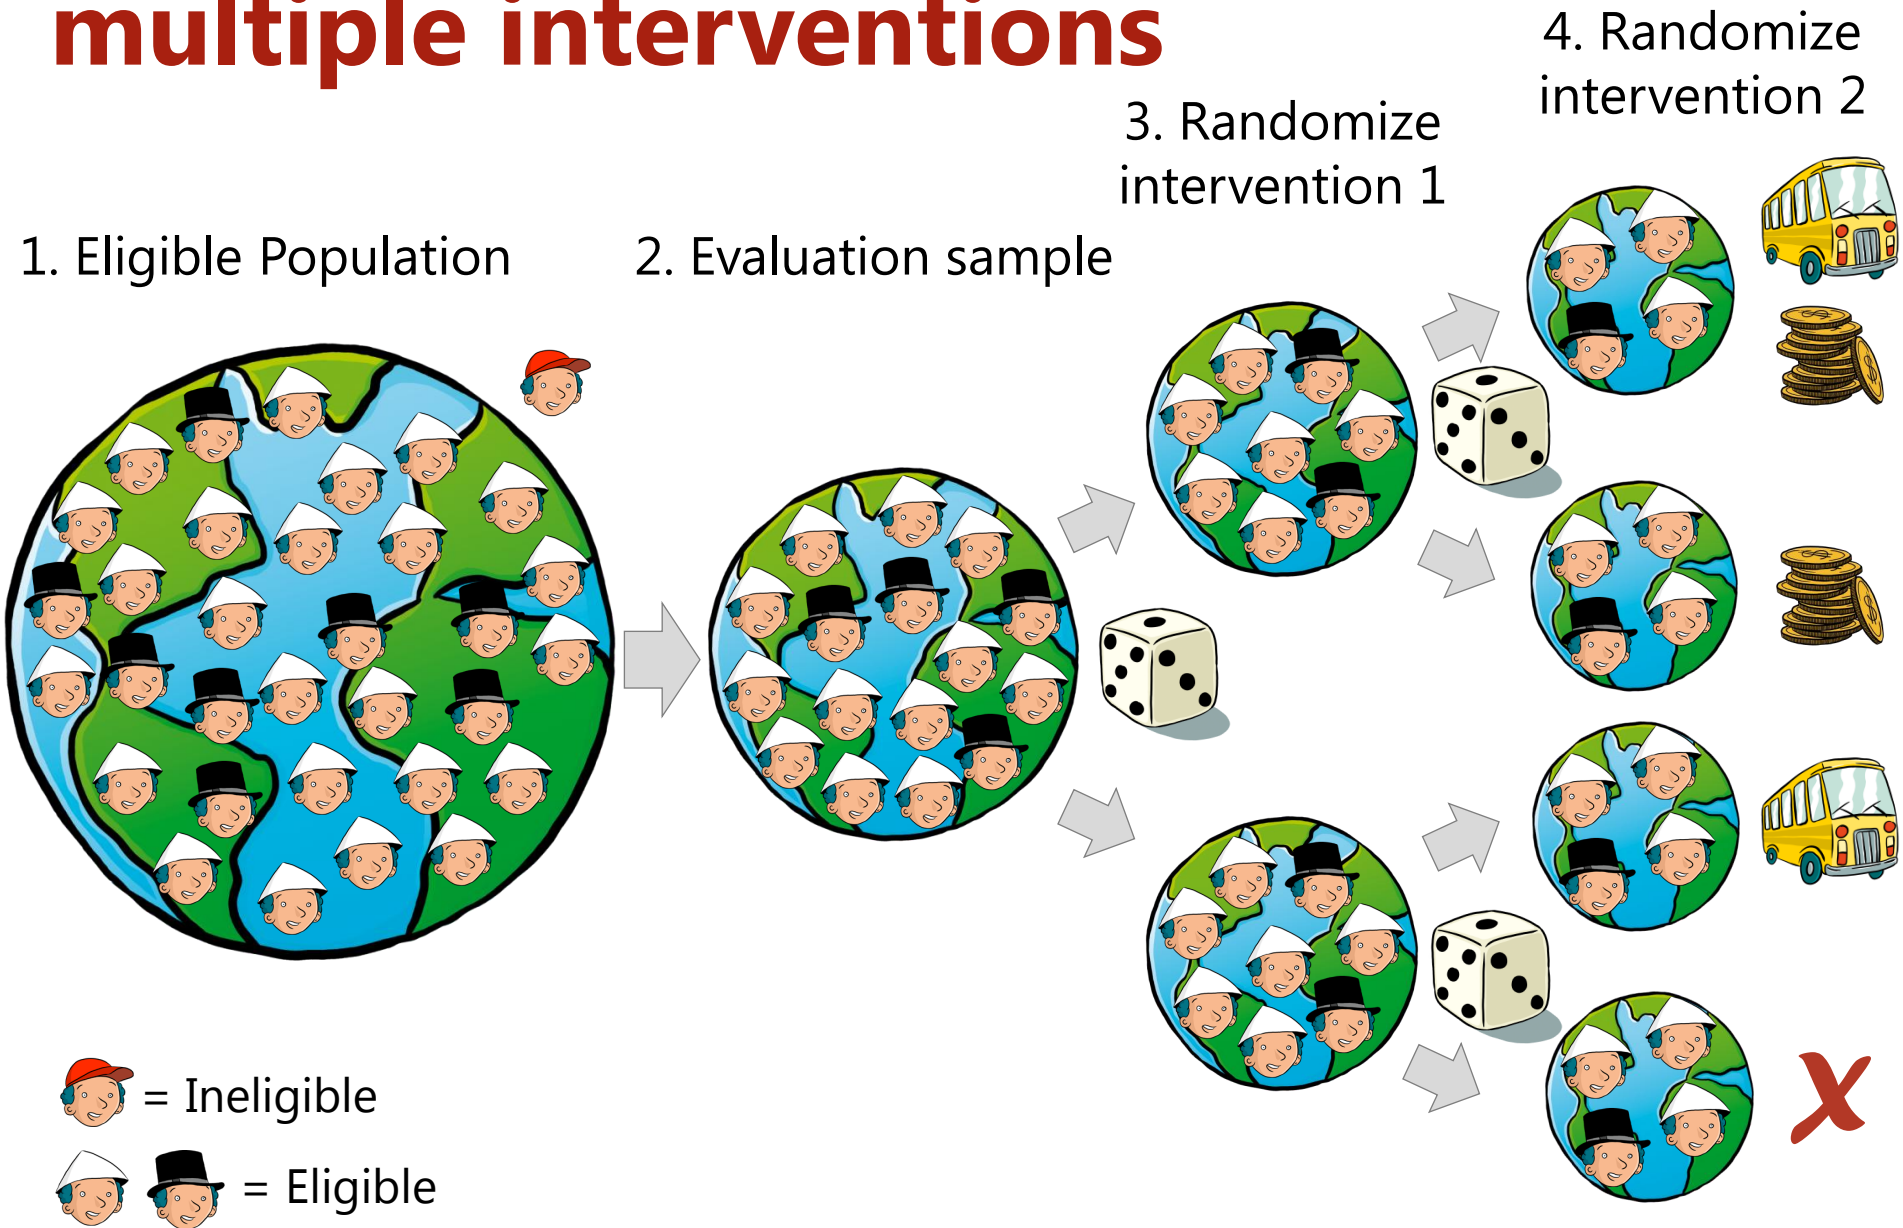 multiple interventions
4. Randomize
intervention 2
3. Randomize
intervention 1
1. Eligible Population
2. Evaluation sample
= Ineligible
= Eligible
X